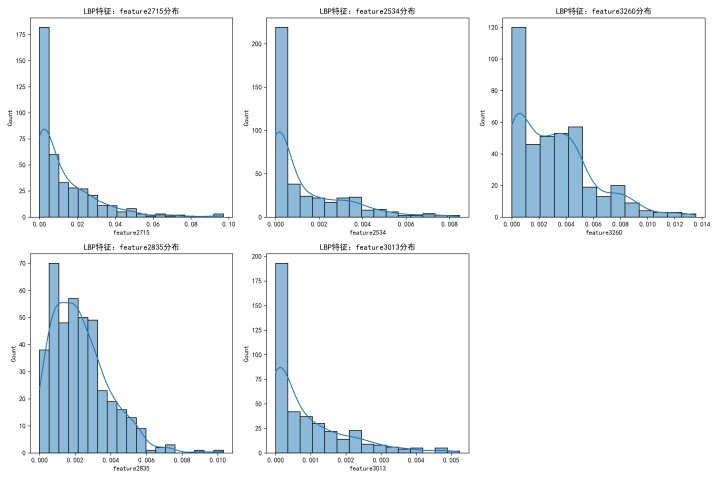 LBP特征：feature2715分布
175
150
125
100
75
50
25
0
Count
0.00 0.02 0.04 0.06 0.08 0.10
feature2715
LBP特征：feature2534分布
200
150
100
50
0
Count
0.000 0.002 0.004 0.006 0.008
feature2534
LBP特征：feature3260分布
120
100
80
60
40
20
0
Count
0.000 0.002 0.004 0.006 0.008 0.010 0.012 0.014
feature3260
LBP特征：feature2835分布
70
60
50
40
30
20
10
0
Count
0.000 0.002 0.004 0.006 0.008 0.010
feature2835
LBP特征：feature3013分布
200
175
150
125
100
75
50
25
0
Count
0.000 0.001 0.002 0.003 0.004 0.005
feature3013